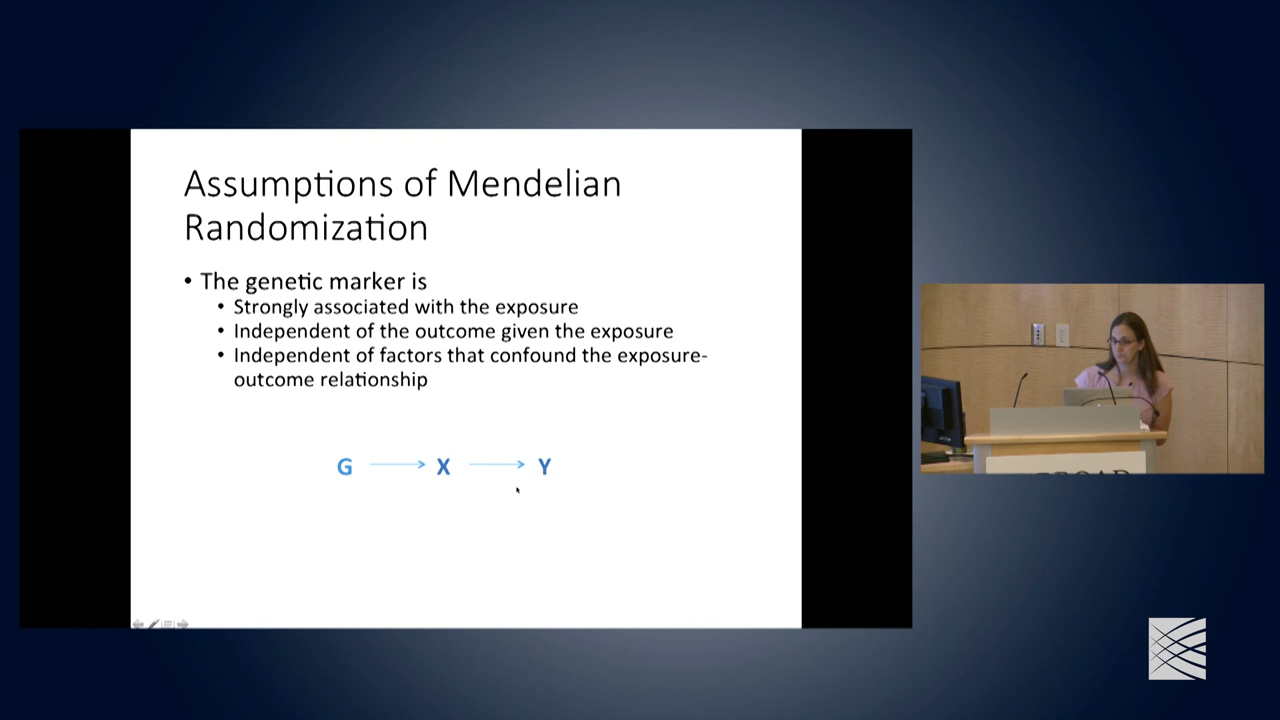 Assumptions of Mendelian
Randomization
• The genetic marker is
• Strongly associated with the exposure
• Independent of the outcome given the exposure
• Independent of factors that confound the exposure-
outcome relationship
G → X → Y